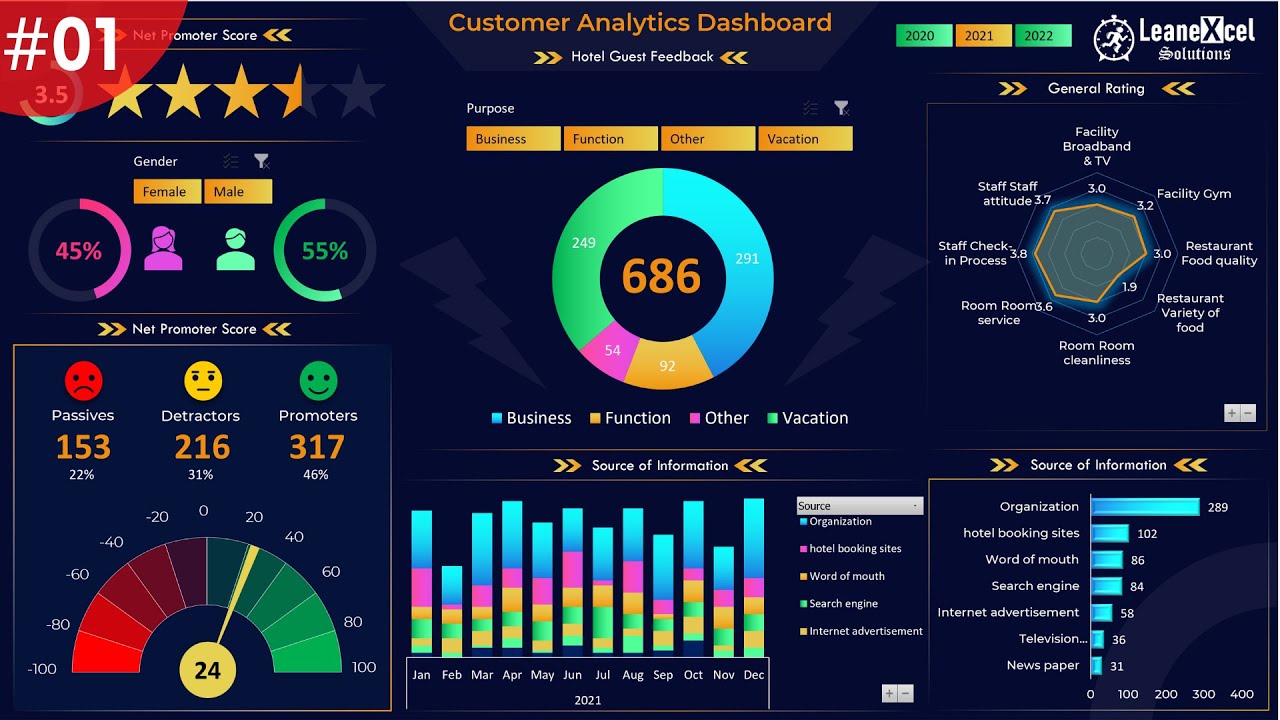 #01
Net Promoter Score
3.5
Customer Analytics Dashboard
Hotel Guest Feedback
2020
2021
2022
LeaneXcel
Solutions
Gender
Female
Male
45%
55%
Purpose
Business
Function
Other
Vacation
249
291
686
54
92
Business
Function
Other
Vacation
General Rating
Facility
Broadband
& TV
3.0
Staff Staff
attitude
3.7
Facility Gym
3.2
Staff Check-
in Process
3.8
Restaurant
Food quality
3.0
Room Room
service
3.6
Restaurant
Variety of
food
1.9
3.0
Room Room
cleanliness
Net Promoter Score
Passives
Detractors
Promoters
153
216
317
22%
31%
46%
-100
-80
-60
-40
-20
0
20
40
60
80
100
24
Source of Information
Source
Organization
hotel booking sites
Word of mouth
Search engine
Internet advertisement
Jan
Feb
Mar
Apr
May
Jun
Jul
Aug
Sep
Oct
Nov
Dec
2021
Source of Information
Organization 289
hotel booking sites 102
Word of mouth 86
Search engine 84
Internet advertisement 58
Television... 36
News paper 31
0 100 200 300 400